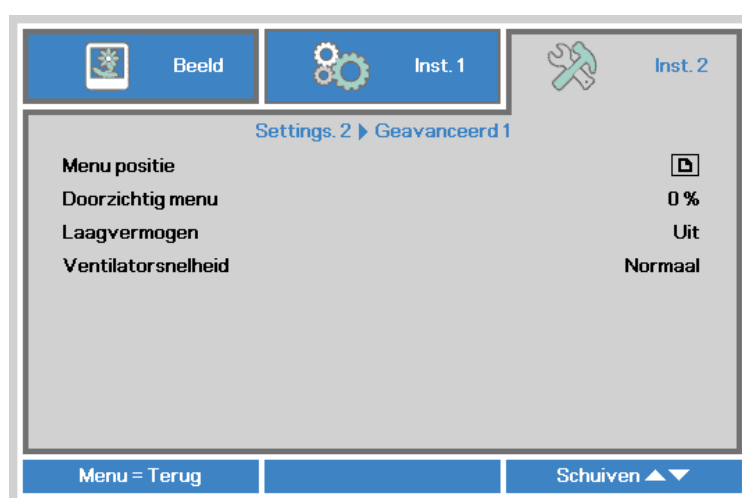 Beeld
Inst. 1
Inst. 2
Settings. 2 ▶ Geavanceerd 1
Menu positie
Doorzichtig menu 0 %
Laagvermogen Uit
Ventilatorsnelheid Normaal
Menu = Terug
Schuiven ▲▼